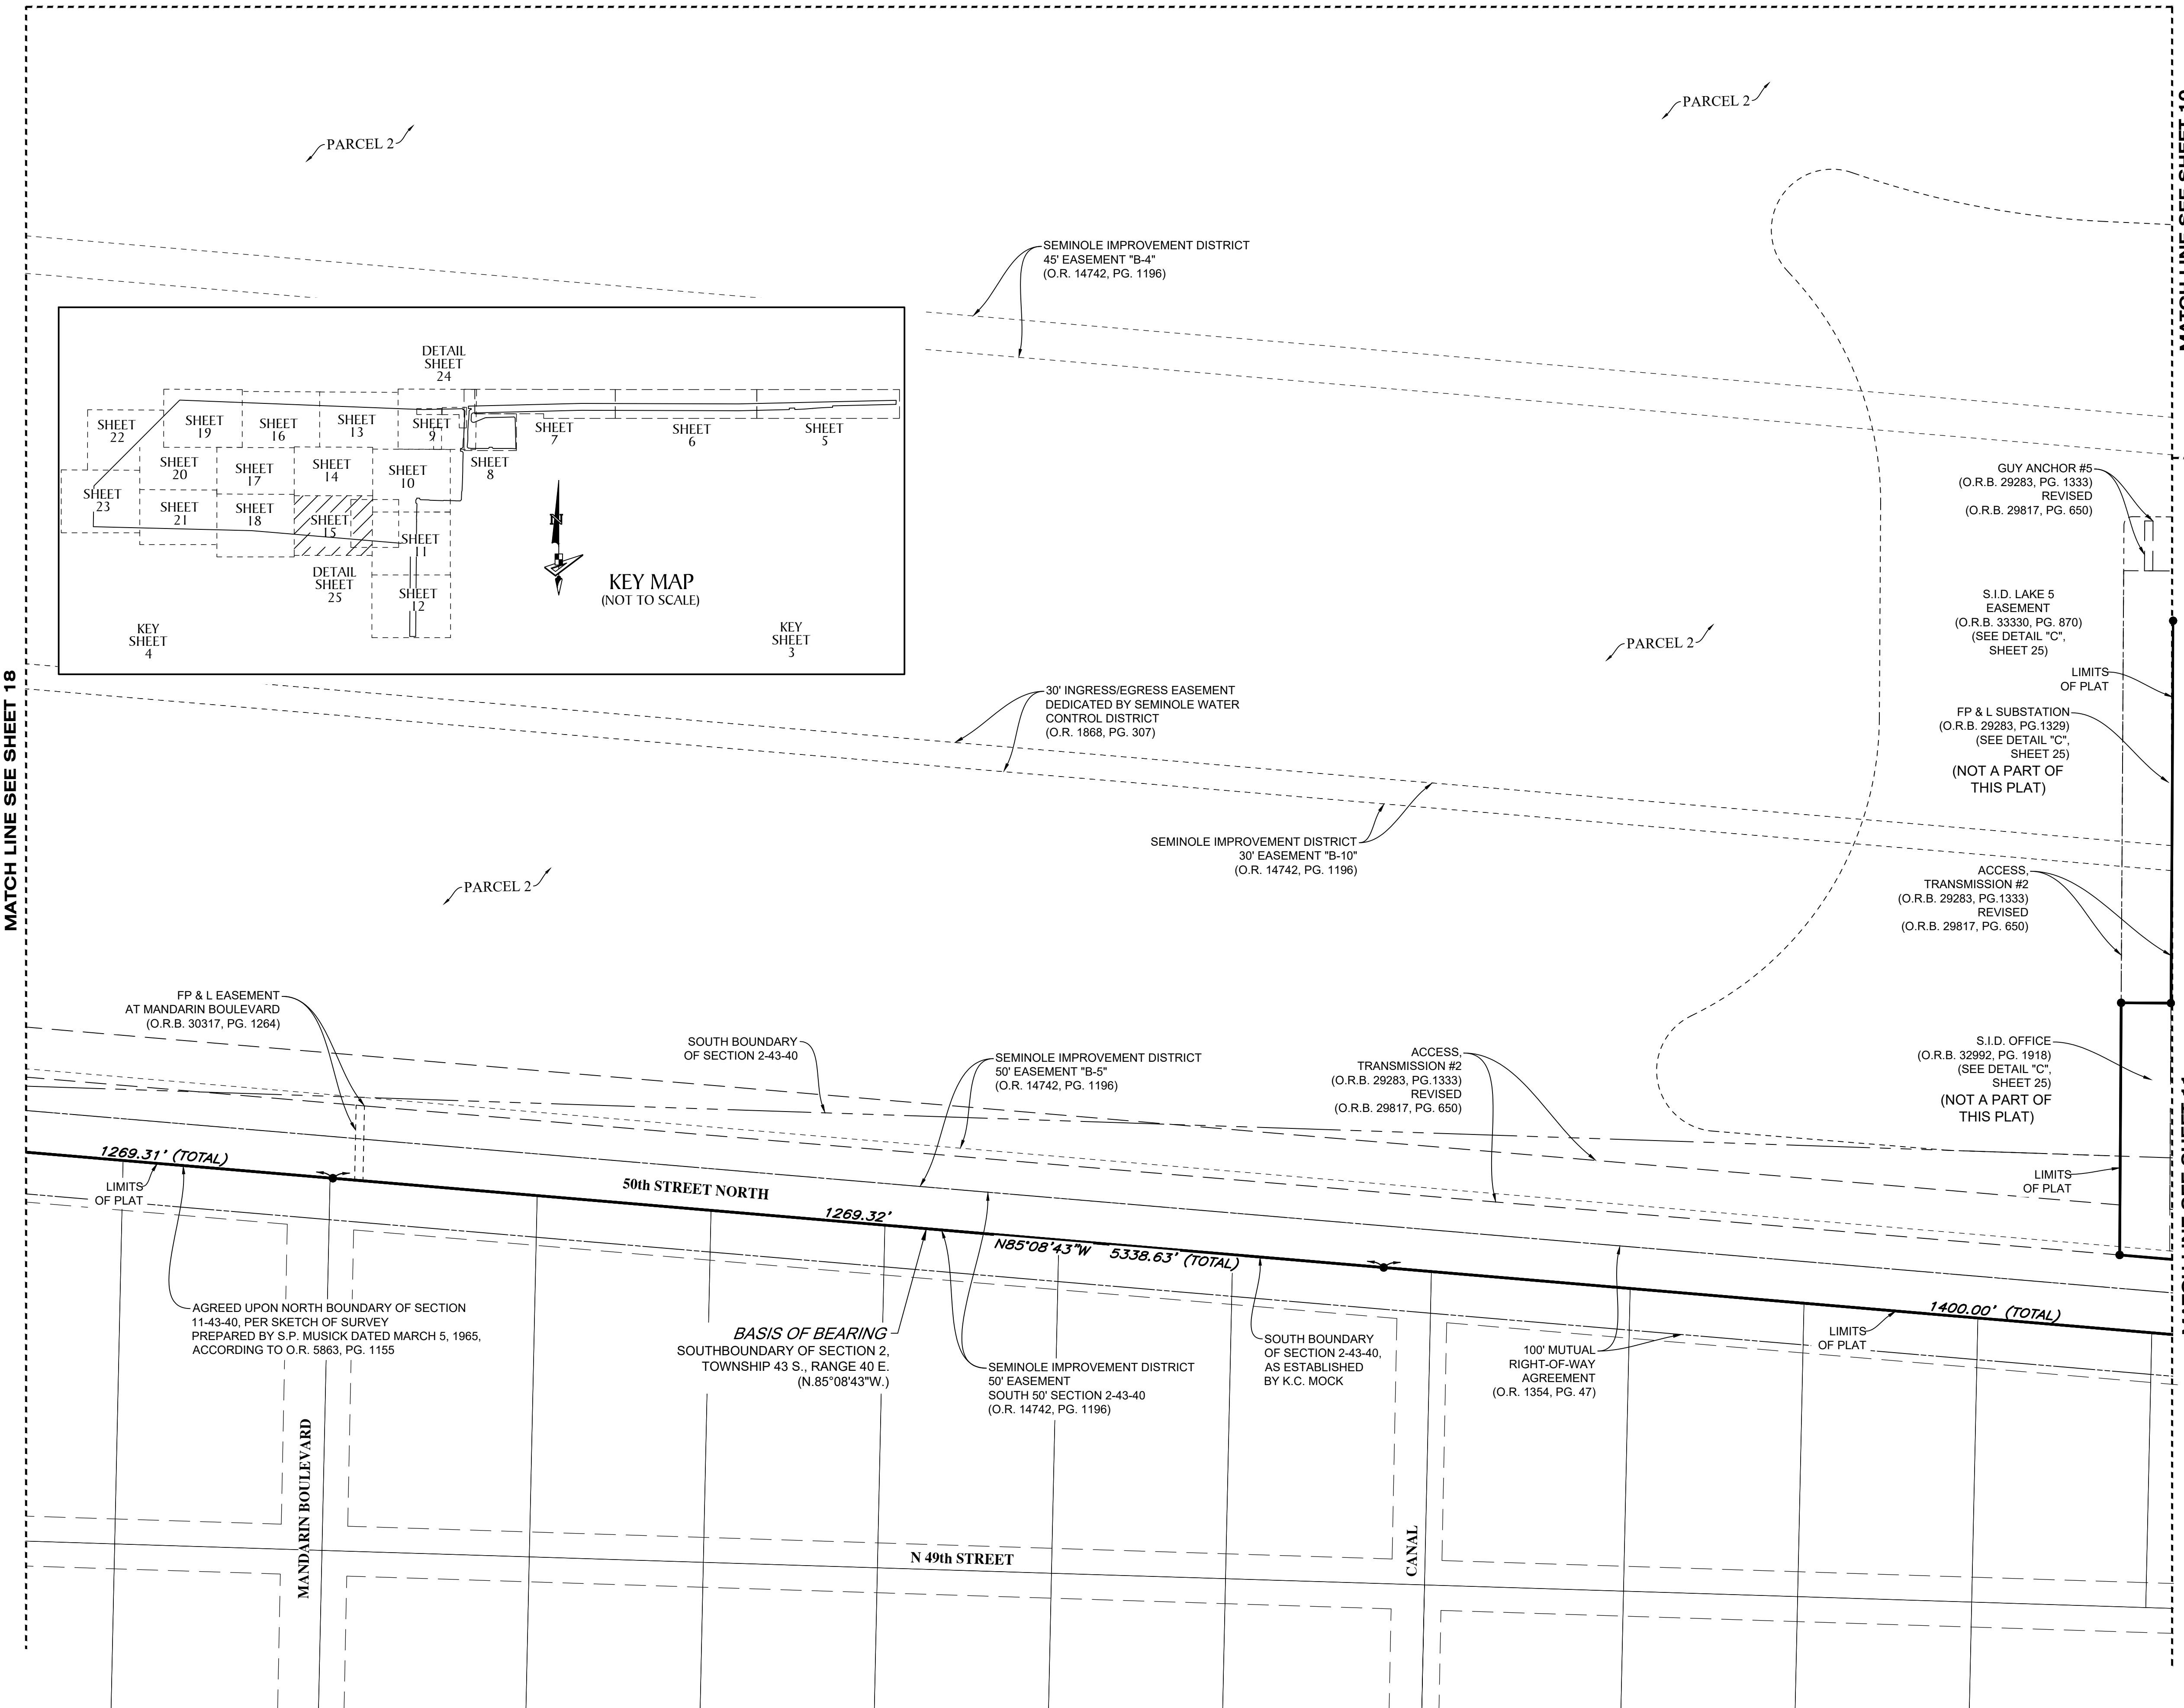 PARCEL 2
PARCEL 2
SEMINOLE IMPROVEMENT DISTRICT
45' EASEMENT "B-4"
(O.R. 14742, PG. 1196)
DETAIL
SHEET
24
SHEET
22
SHEET
19
SHEET
16
SHEET
13
SHEET
9
SHEET
7
SHEET
6
SHEET
5
SHEET
8
SHEET
20
SHEET
17
SHEET
14
SHEET
10
SHEET
23
SHEET
21
SHEET
18
SHEET
15
SHEET
11
DETAIL
SHEET
25
SHEET
12
N
KEY MAP
(NOT TO SCALE)
KEY
SHEET
4
KEY
SHEET
3
GUY ANCHOR #5
(O.R.B. 29283, PG. 1333)
REVISED
(O.R.B. 29817, PG. 650)
S.I.D. LAKE 5
EASEMENT
(O.R.B. 33330, PG. 870)
(SEE DETAIL "C",
SHEET 25)
LIMITS
OF PLAT
PARCEL 2
FP & L SUBSTATION
(O.R.B. 29283, PG.1329)
(SEE DETAIL "C",
SHEET 25)
(NOT A PART OF
THIS PLAT)
MATCH LINE SEE SHEET 18
30' INGRESS/EGRESS EASEMENT
DEDICATED BY SEMINOLE WATER
CONTROL DISTRICT
(O.R. 1868, PG. 307)
SEMINOLE IMPROVEMENT DISTRICT
30' EASEMENT "B-10"
(O.R. 14742, PG. 1196)
PARCEL 2
ACCESS,
TRANSMISSION #2
(O.R.B. 29283, PG.1333)
REVISED
(O.R.B. 29817, PG. 650)
FP & L EASEMENT
AT MANDARIN BOULEVARD
(O.R.B. 30317, PG. 1264)
SOUTH BOUNDARY
OF SECTION 2-43-40
SEMINOLE IMPROVEMENT DISTRICT
50' EASEMENT "B-5"
(O.R. 14742, PG. 1196)
ACCESS,
TRANSMISSION #2
(O.R.B. 29283, PG.1333)
REVISED
(O.R.B. 29817, PG. 650)
S.I.D. OFFICE
(O.R.B. 32992, PG. 1918)
(SEE DETAIL "C",
SHEET 25)
(NOT A PART OF
THIS PLAT)
LIMITS
OF PLAT
1269.31' (TOTAL)
LIMITS
OF PLAT
50th STREET NORTH
1269.32'
N85°08'43"W 5338.63' (TOTAL)
1400.00' (TOTAL)
LIMITS
OF PLAT
AGREED UPON NORTH BOUNDARY OF SECTION
11-43-40, PER SKETCH OF SURVEY
PREPARED BY S.P. MUSICK DATED MARCH 5, 1965,
ACCORDING TO O.R. 5863, PG. 1155
BASIS OF BEARING
SOUTHBOUNDARY OF SECTION 2,
TOWNSHIP 43 S., RANGE 40 E.
(N.85°08'43"W.)
SEMINOLE IMPROVEMENT DISTRICT
50' EASEMENT
SOUTH 50' SECTION 2-43-40
(O.R. 14742, PG. 1196)
SOUTH BOUNDARY
OF SECTION 2-43-40,
AS ESTABLISHED
BY K.C. MOCK
100' MUTUAL
RIGHT-OF-WAY
AGREEMENT
(O.R. 1354, PG. 47)
MANDARIN BOULEVARD
CANAL
N 49th STREET